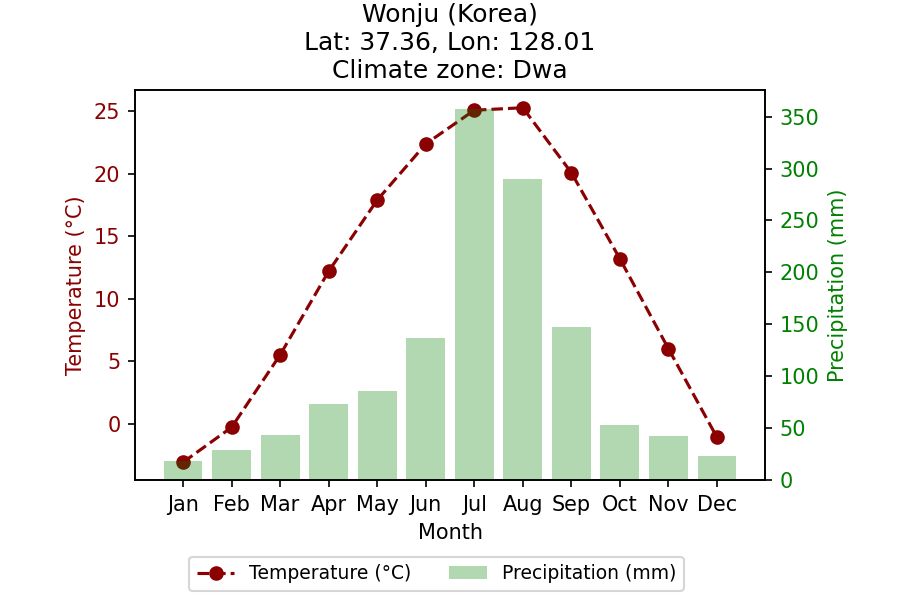 Wonju (Korea)
Lat: 37.36, Lon: 128.01
Climate zone: Dwa
Temperature (°C)
25
20
15
10
5
0
350
300
250
200
150
100
50
0
Precipitation (mm)
Jan Feb Mar Apr May Jun Jul Aug Sep Oct Nov Dec
Month
Temperature (°C) Precipitation (mm)